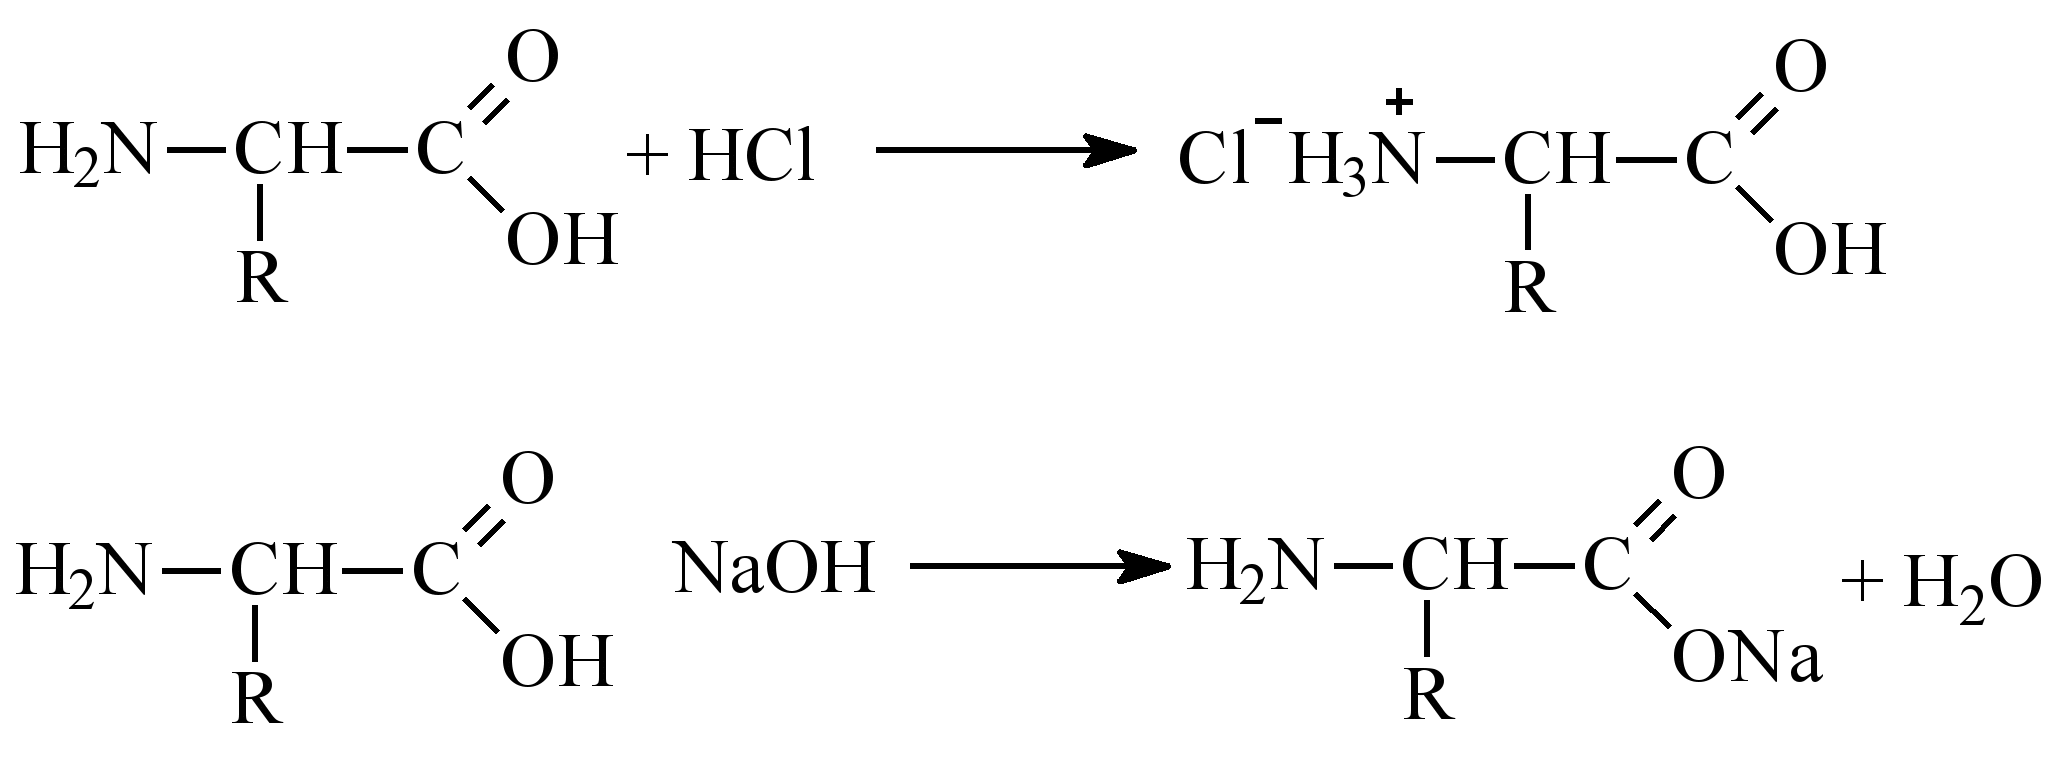 O O
H₂N—CH—C + HCl → Cl⁻H₃N⁺—CH—C
OH OH
R R
O O
H₂N—CH—C NaOH → H₂N—CH—C + H₂O
OH ONa
R R